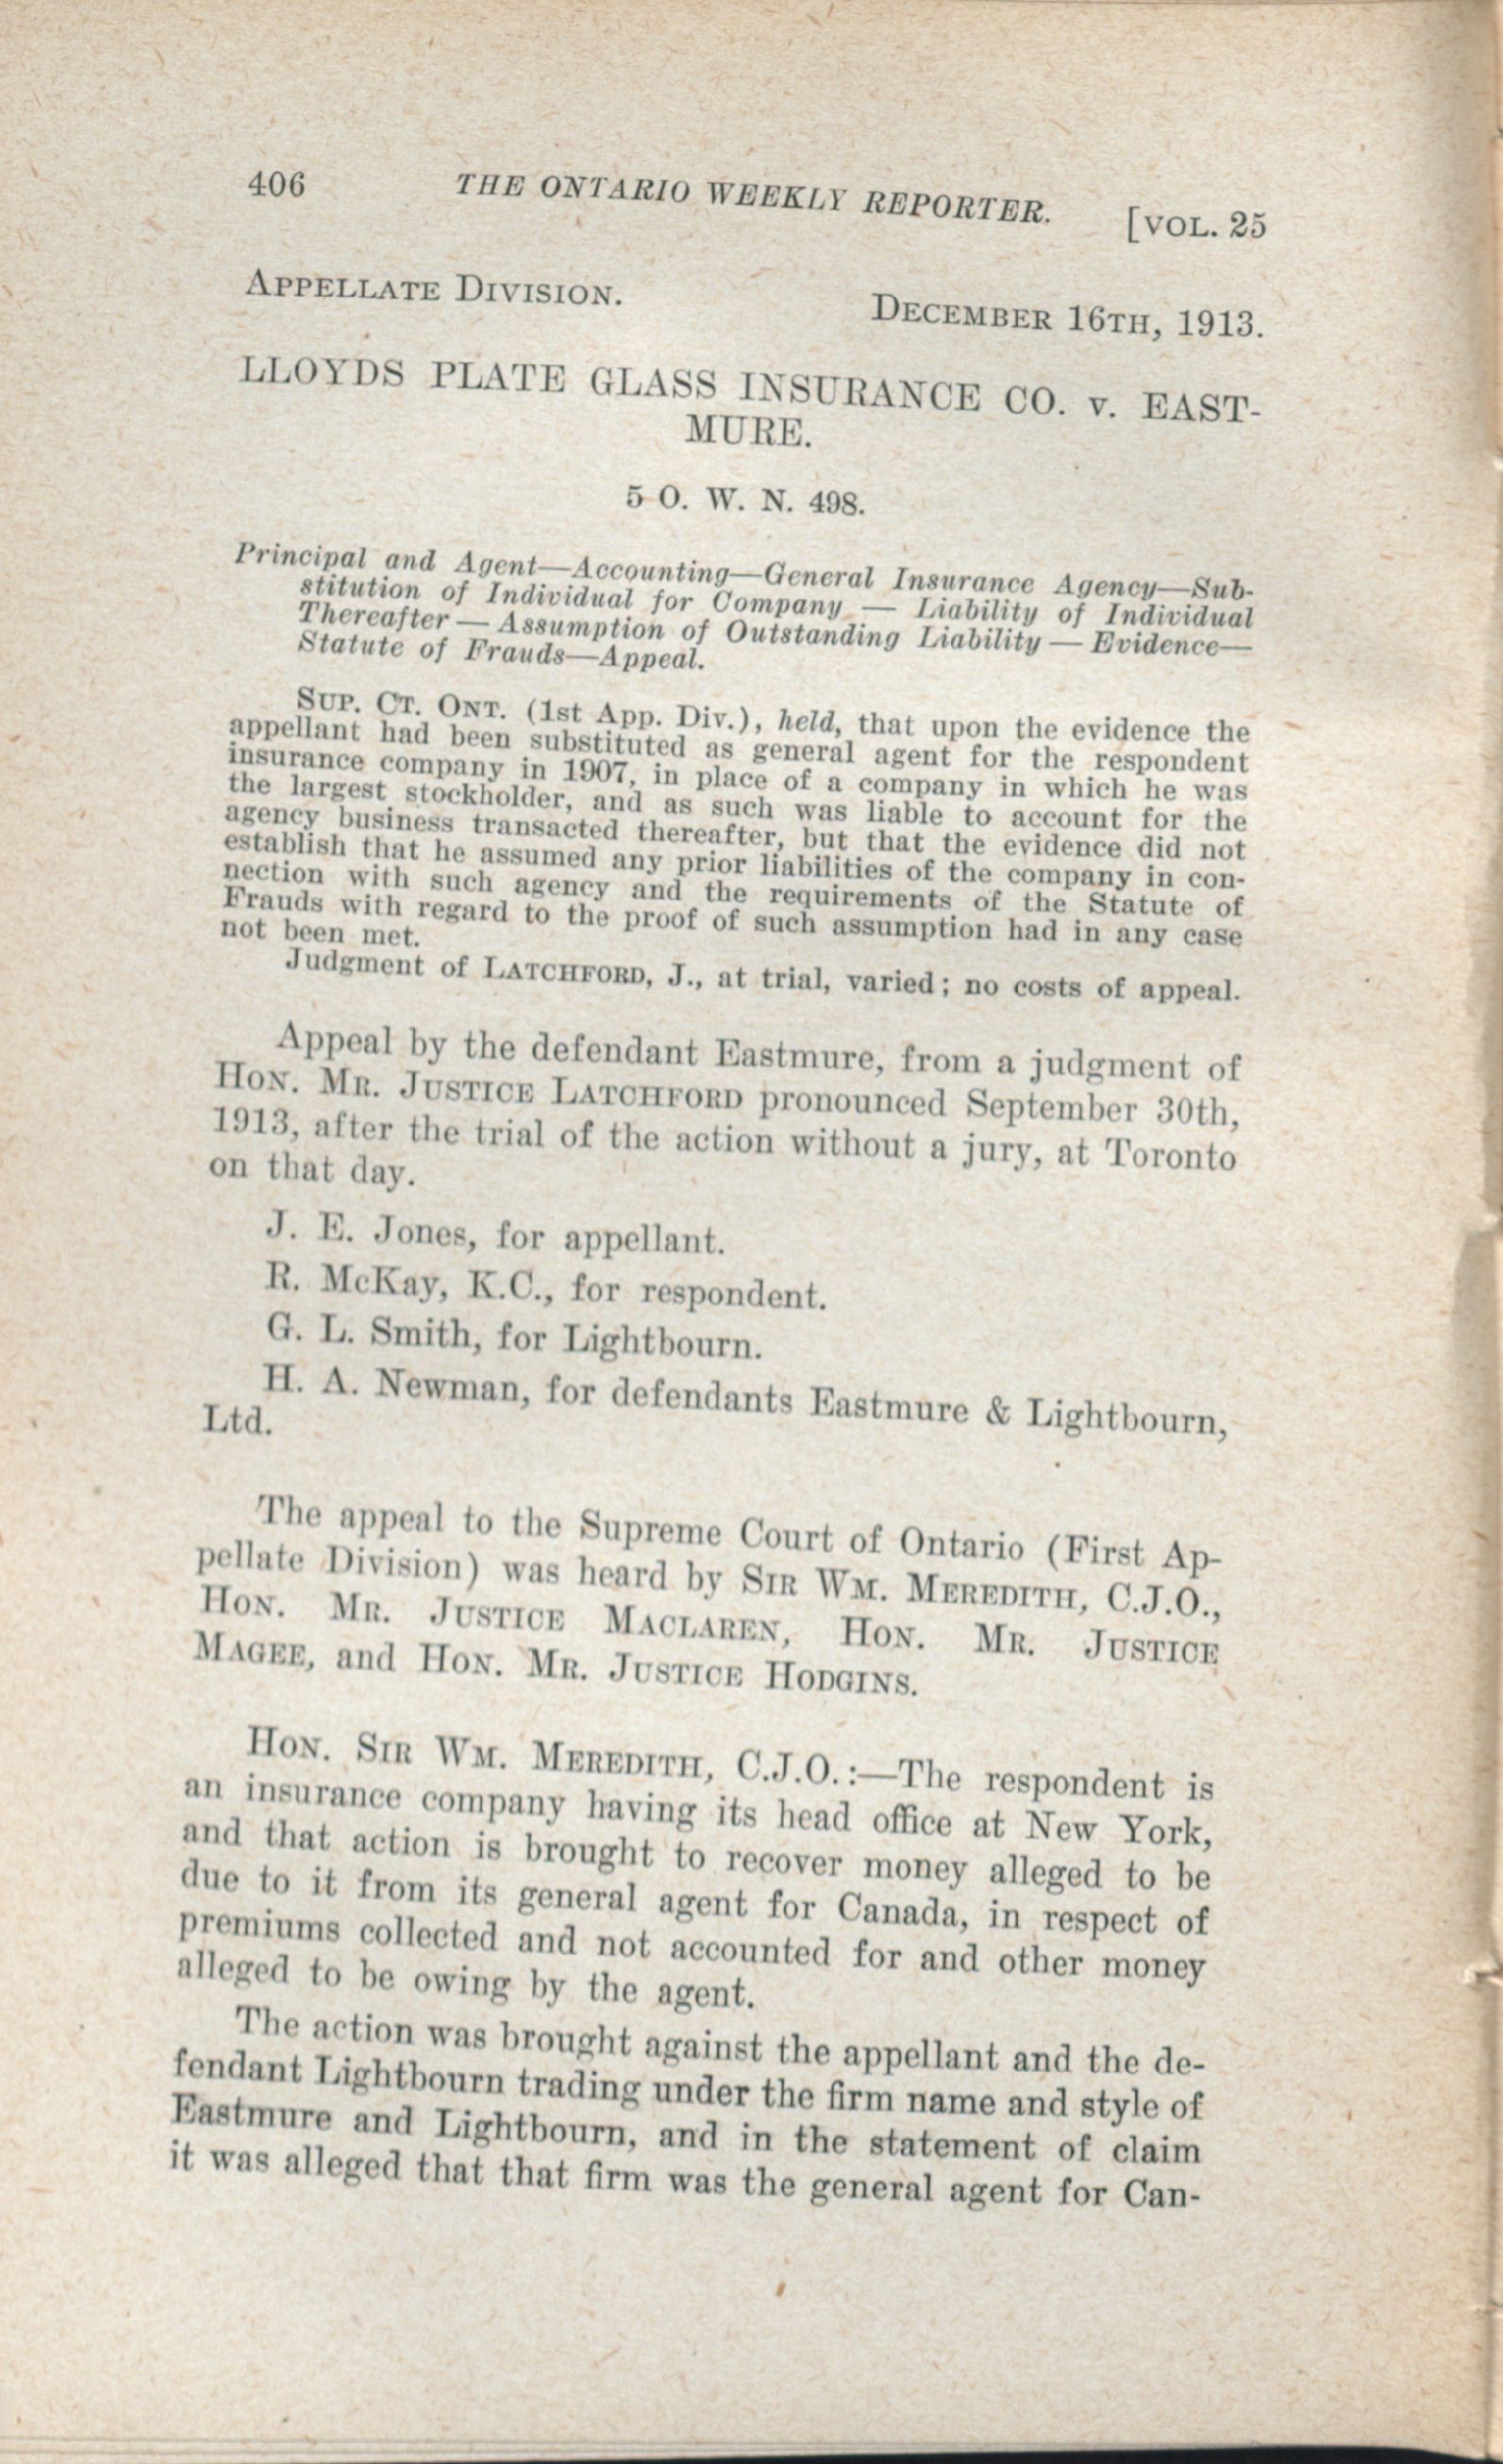 406 THE ONTARIO WEEKLY REPORTER. [VOL. 25
APPELLATE DIVISION. DECEMBER 16TH, 1913.
LLOYDS PLATE GLASS INSURANCE CO. v. EAST-
MURE.
5 O. W. N. 498.
Principal and Agent—Accounting—General Insurance Agency—Sub-
stitution of Individual for Company — Liability of Individual
Thereafter — Assumption of Outstanding Liability — Evidence—
Statute of Frauds—Appeal.
SUP. CT. ONT. (1st App. Div.), held, that upon the evidence the
appellant had been substituted as general agent for the respondent
insurance company in 1907, in place of a company in which he was
the largest stockholder, and as such was liable to account for the
agency business transacted thereafter, but that the evidence did not
establish that he assumed any prior liabilities of the company in con-
nection with such agency and the requirements of the Statute of
Frauds with regard to the proof of such assumption had in any case
not been met.
Judgment of LATCHFORD, J., at trial, varied; no costs of appeal.
Appeal by the defendant Eastmure, from a judgment of
HON. MR. JUSTICE LATCHFORD pronounced September 30th,
1913, after the trial of the action without a jury, at Toronto
on that day.
J. E. Jones, for appellant.
R. McKay, K.C., for respondent.
G. L. Smith, for Lightbourn.
H. A. Newman, for defendants Eastmure & Lightbourn,
Ltd.
The appeal to the Supreme Court of Ontario (First Ap-
pellate Division) was heard by SIR WM. MEREDITH, C.J.O.,
HON. MR. JUSTICE MACLAREN, HON. MR. JUSTICE
MAGEE, and HON. MR. JUSTICE HODGINS.
HON. SIR WM. MEREDITH, C.J.O.:—The respondent is
an insurance company having its head office at New York,
and that action is brought to recover money alleged to be
due to it from its general agent for Canada, in respect of
premiums collected and not accounted for and other money
alleged to be owing by the agent.
The action was brought against the appellant and the de-
fendant Lightbourn trading under the firm name and style of
Eastmure and Lightbourn, and in the statement of claim
it was alleged that that firm was the general agent for Can-